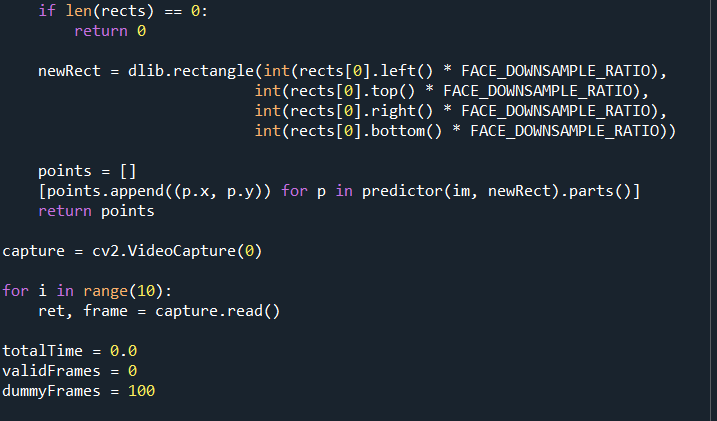 if len(rects) == 0:
return 0
newRect = dlib.rectangle(int(rects[0].left() * FACE_DOWNSAMPLE_RATIO),
int(rects[0].top() * FACE_DOWNSAMPLE_RATIO),
int(rects[0].right() * FACE_DOWNSAMPLE_RATIO),
int(rects[0].bottom() * FACE_DOWNSAMPLE_RATIO))
points = []
[points.append((p.x, p.y)) for p in predictor(im, newRect).parts()]
return points
capture = cv2.VideoCapture(0)
for i in range(10):
ret, frame = capture.read()
totalTime = 0.0
validFrames = 0
dummyFrames = 100